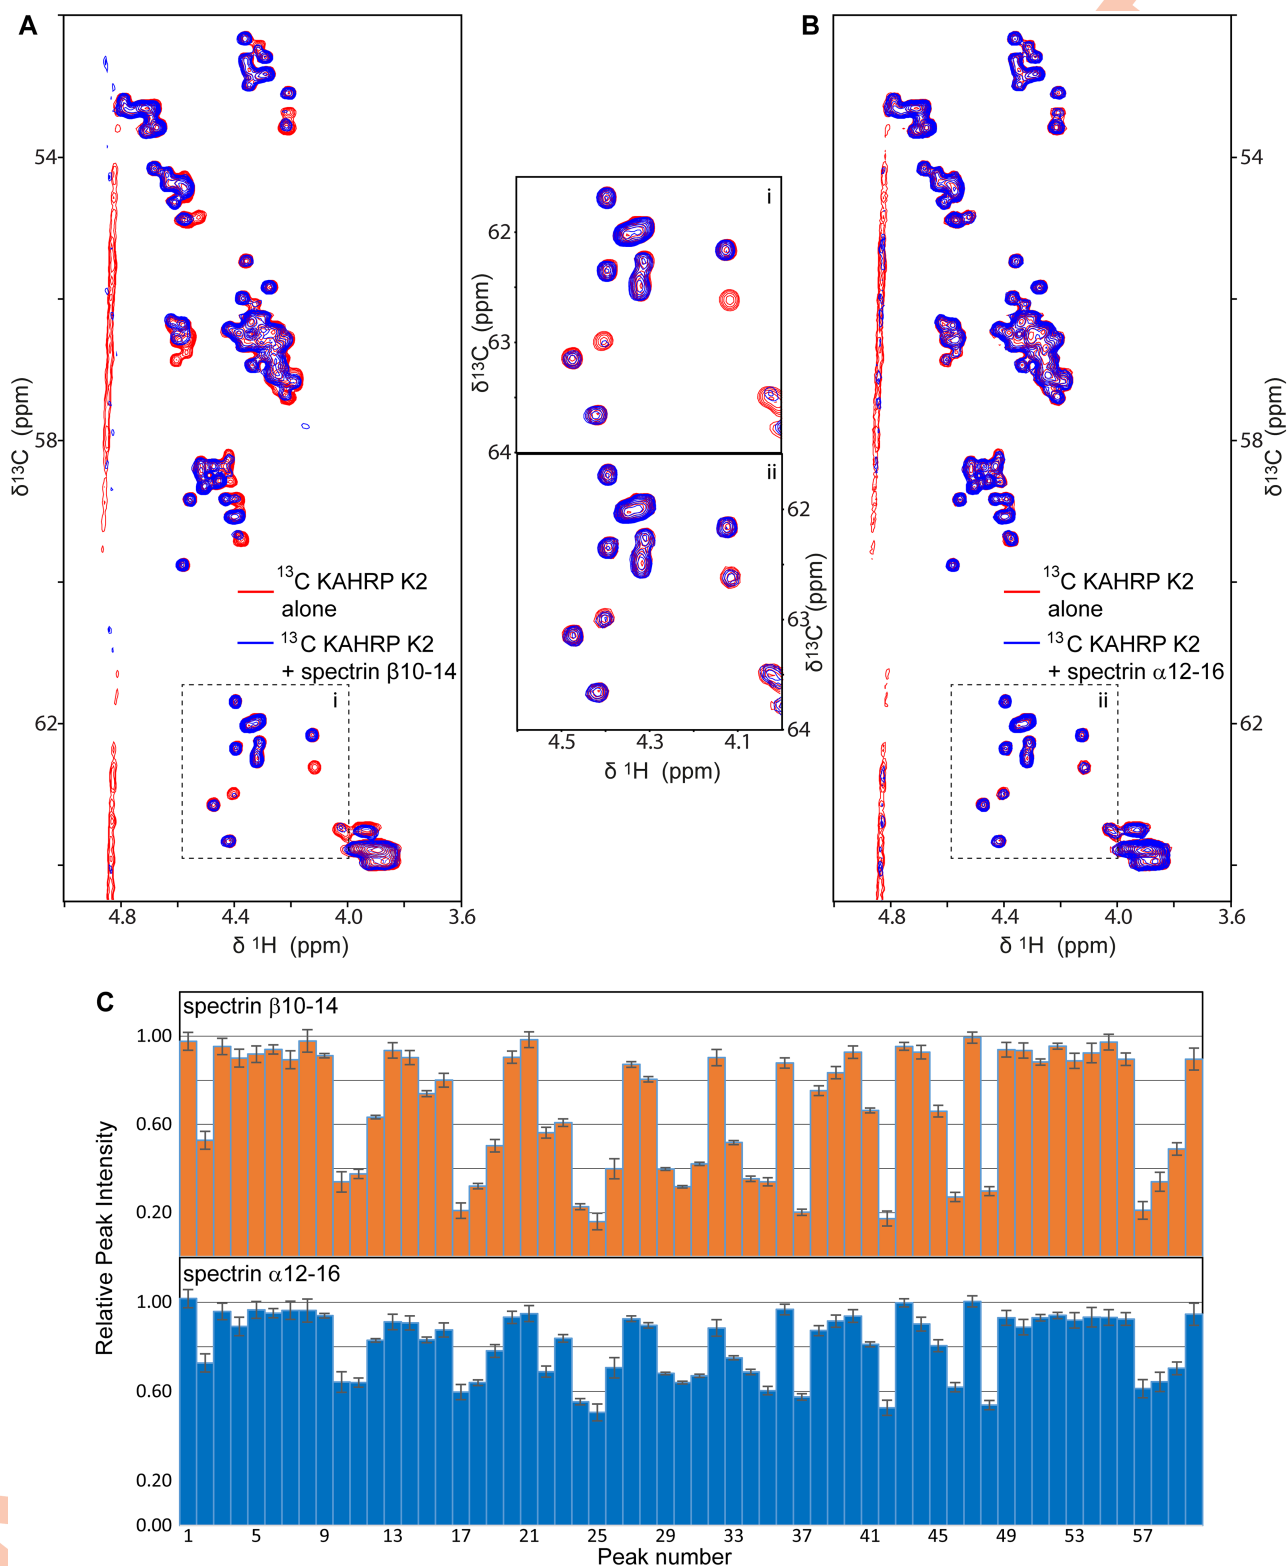 A
54
58
62
δ13C (ppm)
13C KAHRP K2
alone
13C KAHRP K2
+ spectrin β10-14
i
4.8
4.4
4.0
3.6
δ 1H (ppm)
i
62
63
64
δ13C (ppm)
ii
62
63
64
δ13C (ppm)
4.5
4.3
4.1
δ 1H (ppm)
B
54
58
62
δ13C (ppm)
13C KAHRP K2
alone
13C KAHRP K2
+ spectrin α12-16
ii
4.8
4.4
4.0
3.6
δ 1H (ppm)
C
spectrin β10-14
1.00
0.60
0.20
Relative Peak Intensity
spectrin α12-16
1.00
0.60
0.20
0.00
1 5 9 13 17 21 25 29 33 37 41 45 49 53 57
Peak number